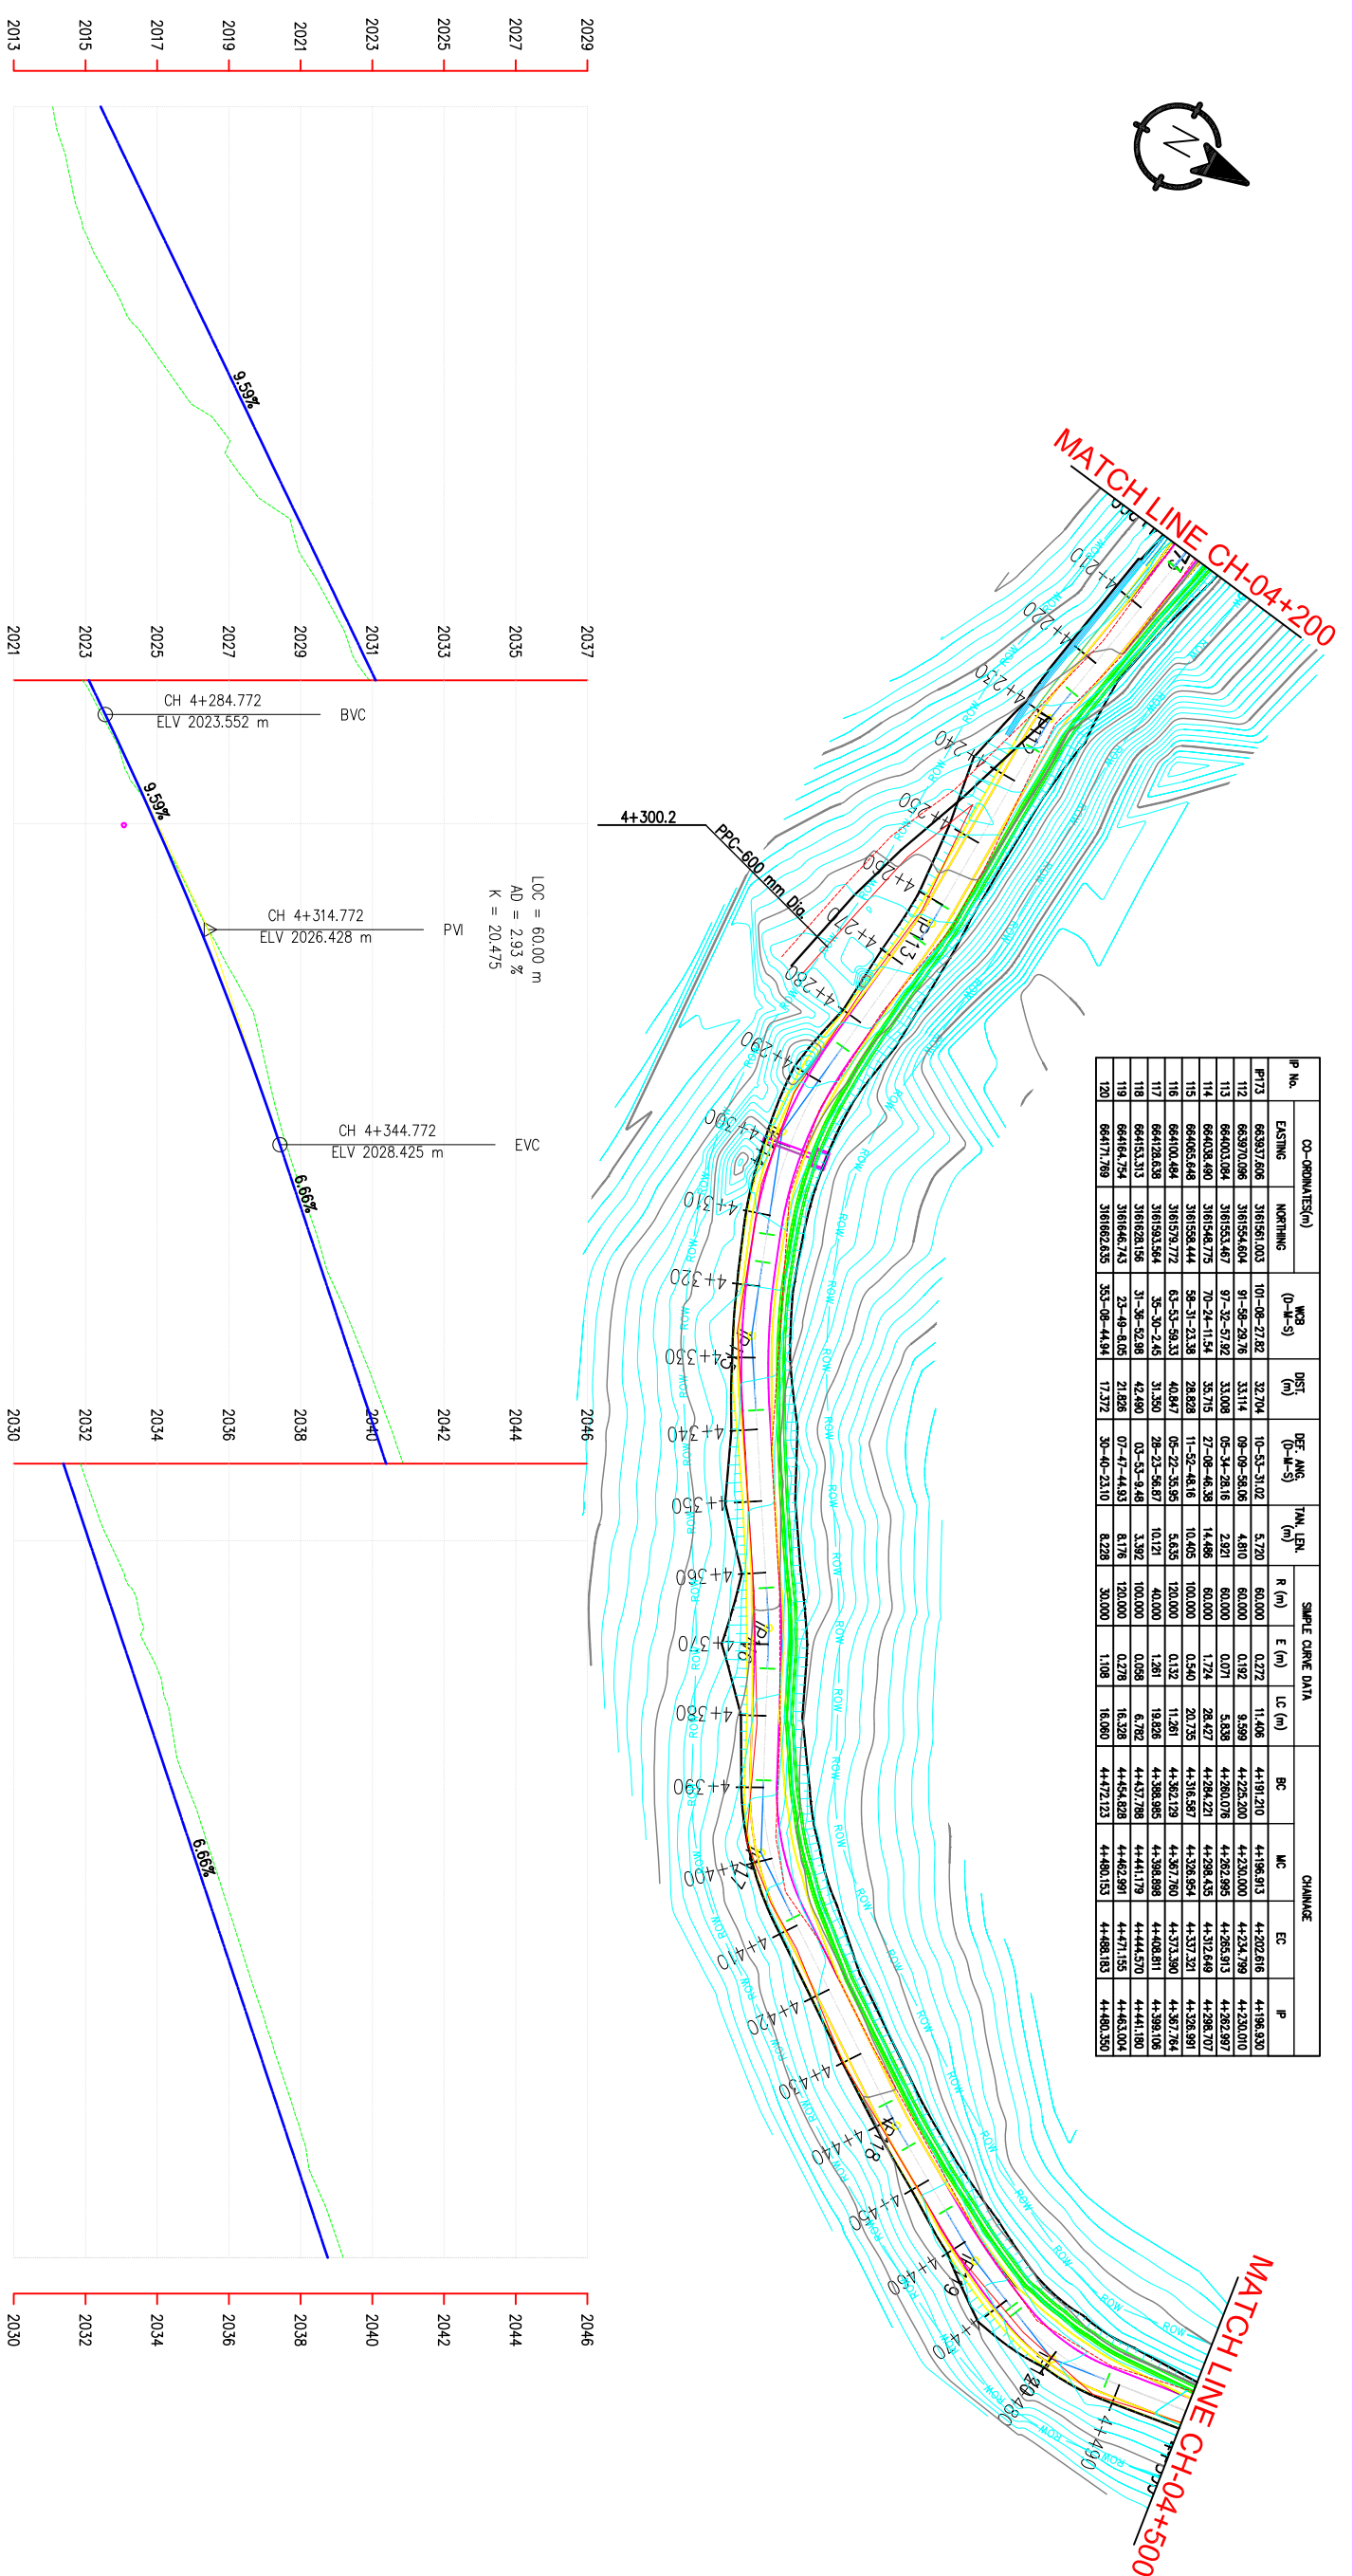 MATCH LINE CH-04+200
MATCH LINE CH-04+500
N
IP No. CO-ORDINATES(m) WCB (D-M-S) DIST. (m) DEF. ANG. (D-M-S) TAN. LEN. (m) SIMPLE CURVE DATA CHAINAGE
EASTING NORTHING R (m) E (m) LC (m) BC MC EC IP
IP173 663937.606 3161561.003 101-08-27.82 32.704 10-53-31.02 5.720 60.000 0.272 11.406 4+191.210 4+196.913 4+202.616 4+196.930
112 663970.096 3161554.604 91-58-29.76 33.114 09-09-58.06 4.810 60.000 0.192 9.599 4+225.200 4+230.000 4+234.799 4+230.010
113 664003.084 3161553.467 97-32-57.92 33.008 05-34-28.16 2.921 60.000 0.071 5.838 4+260.076 4+262.995 4+265.913 4+262.997
114 664038.490 3161548.775 70-24-11.54 35.715 27-08-46.38 14.486 60.000 1.724 28.427 4+284.221 4+298.435 4+312.649 4+298.707
115 664065.648 3161558.444 58-31-23.38 28.828 11-52-48.16 10.405 100.000 0.540 20.735 4+316.587 4+326.954 4+337.321 4+326.991
116 664100.484 3161579.772 63-53-59.33 40.847 05-22-35.95 5.635 120.000 0.132 11.261 4+362.129 4+367.760 4+373.390 4+367.764
117 664128.638 3161593.564 35-30-2.45 31.350 28-23-56.87 10.121 40.000 1.261 19.826 4+388.985 4+398.898 4+408.811 4+399.106
118 664153.313 3161628.156 31-36-52.98 42.490 03-53-9.48 3.392 100.000 0.058 6.782 4+437.788 4+441.179 4+444.570 4+441.180
119 664164.754 3161646.743 23-49-8.05 21.826 07-47-44.93 8.176 120.000 0.278 16.328 4+454.828 4+462.991 4+471.155 4+463.004
120 664171.769 3161662.635 353-08-44.94 17.372 30-40-23.10 8.228 30.000 1.108 16.060 4+472.123 4+480.153 4+488.183 4+480.350
4+210
4+220
4+230
4+240
4+250
4+260
4+270
4+280
4+290
4+300
4+310
4+320
4+330
4+340
4+350
4+360
4+370
4+380
4+390
4+400
4+410
4+420
4+430
4+440
4+450
4+460
4+470
4+490
IP113
ROW
4+300.2
PPC-600 mm Dia.
2029
2027
2025
2023
2021
2019
2017
2015
2013
9.59%
2037
2035
2033
2031
2029
2027
2025
2023
2021
LOC = 60.00 m
AD = 2.93 %
K = 20.475
BVC
CH 4+284.772
ELV 2023.552 m
9.59%
PVI
CH 4+314.772
ELV 2026.428 m
EVC
CH 4+344.772
ELV 2028.425 m
6.66%
2046
2044
2042
2040
2038
2036
2034
2032
2030
6.66%
2046
2044
2042
2040
2038
2036
2034
2032
2030